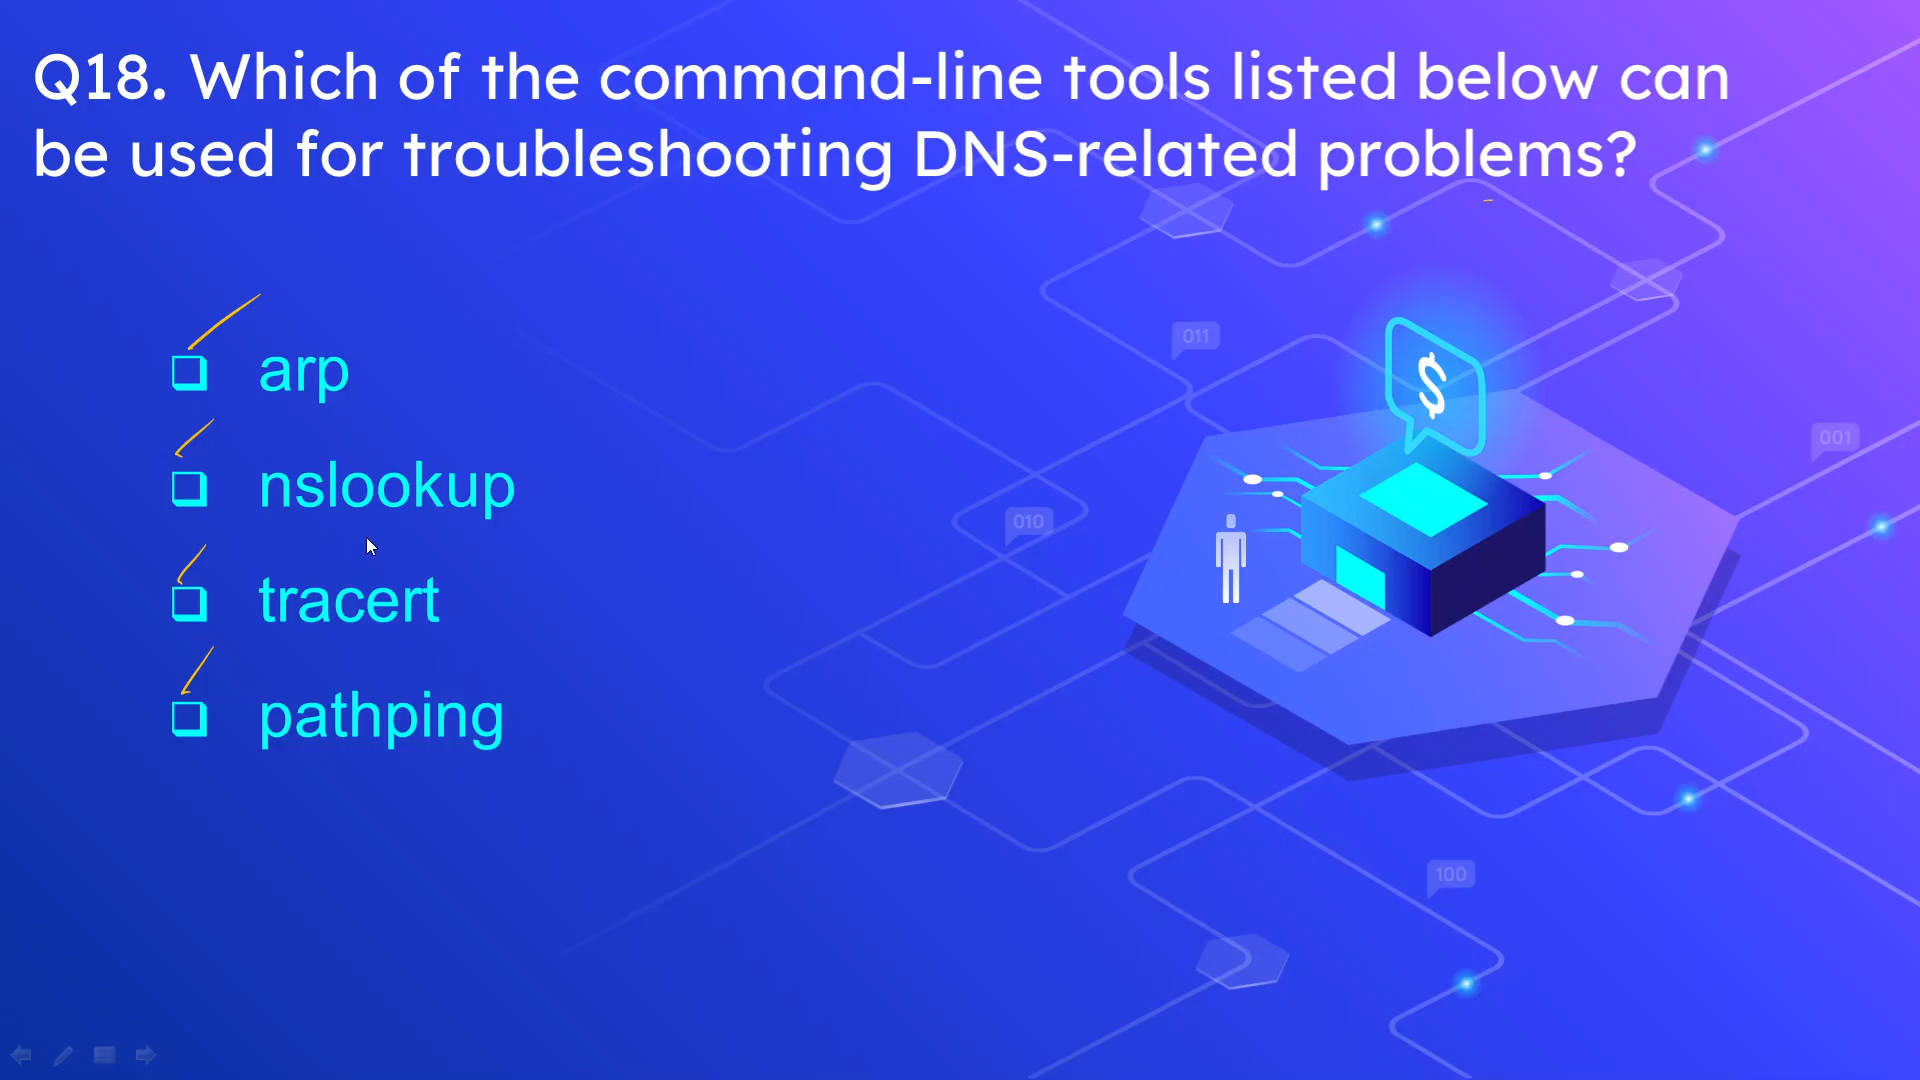 Q18. Which of the command-line tools listed below can
be used for troubleshooting DNS-related problems?
arp
nslookup
tracert
pathping
$
011
001
010
100